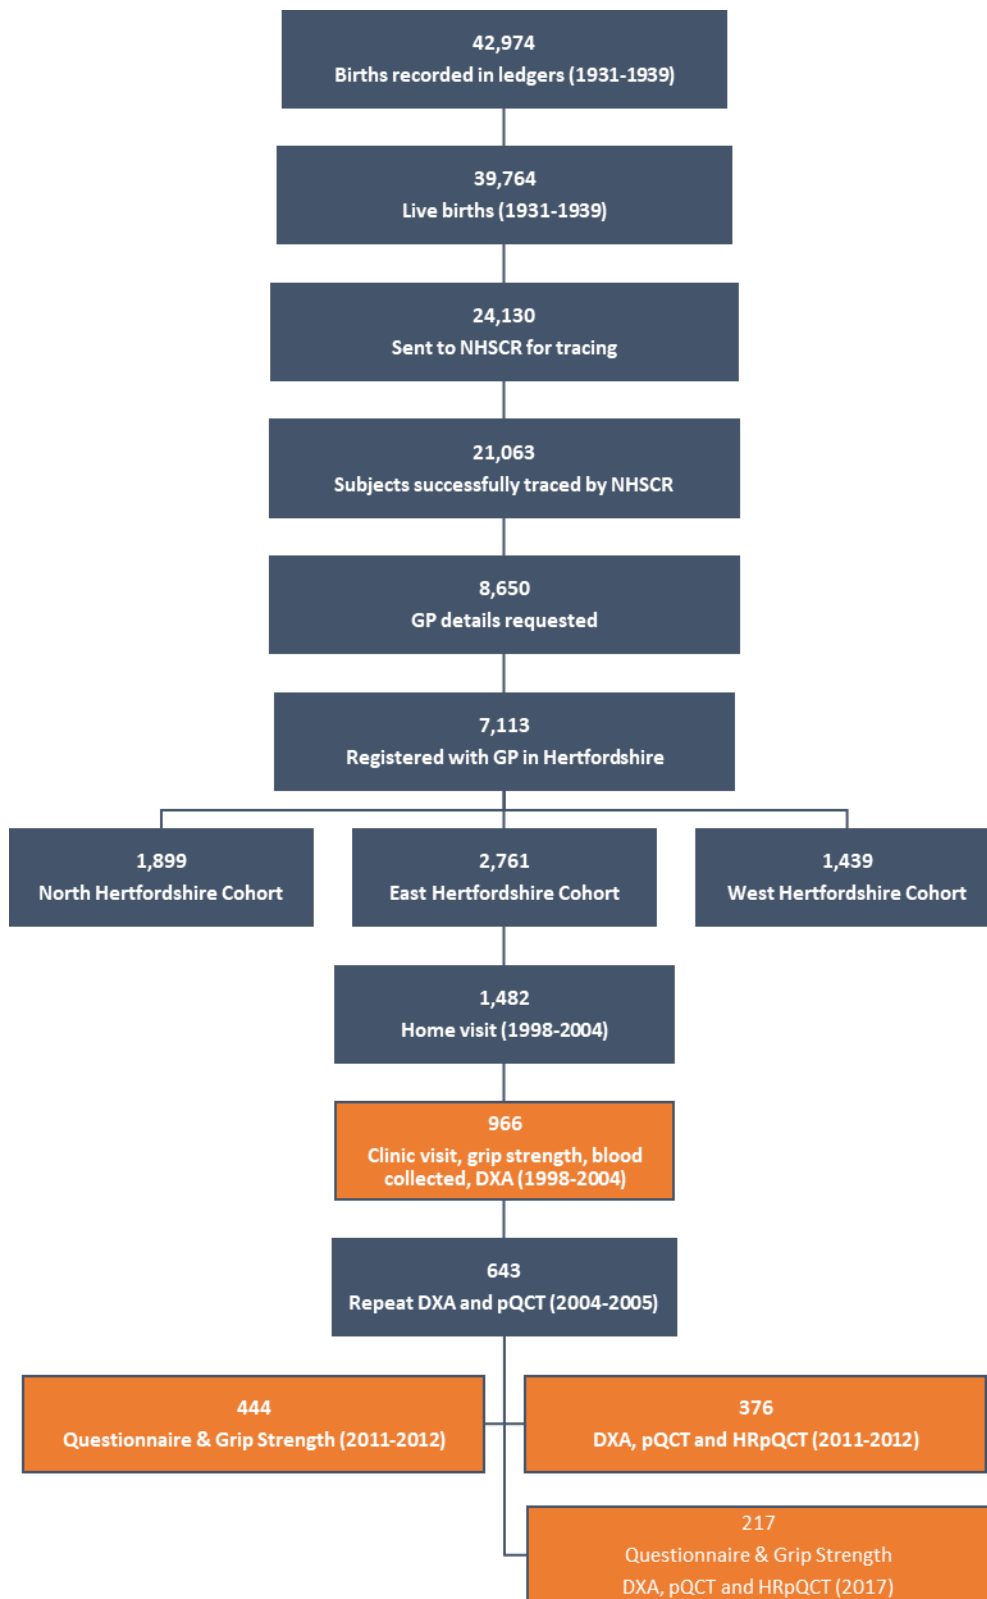 42,974
Births recorded in ledgers (1931-1939)
39,764
Live births (1931-1939)
24,130
Sent to NHSCR for tracing
21,063
Subjects successfully traced by NHSCR
8,650
GP details requested
7,113
Registered with GP in Hertfordshire
1,899
North Hertfordshire Cohort
2,761
East Hertfordshire Cohort
1,439
West Hertfordshire Cohort
1,482
Home visit (1998-2004)
966
Clinic visit, grip strength, blood
collected, DXA (1998-2004)
643
Repeat DXA and pQCT (2004-2005)
444
Questionnaire & Grip Strength (2011-2012)
376
DXA, pQCT and HRpQCT (2011-2012)
217
Questionnaire & Grip Strength
DXA, pQCT and HRpQCT (2017)